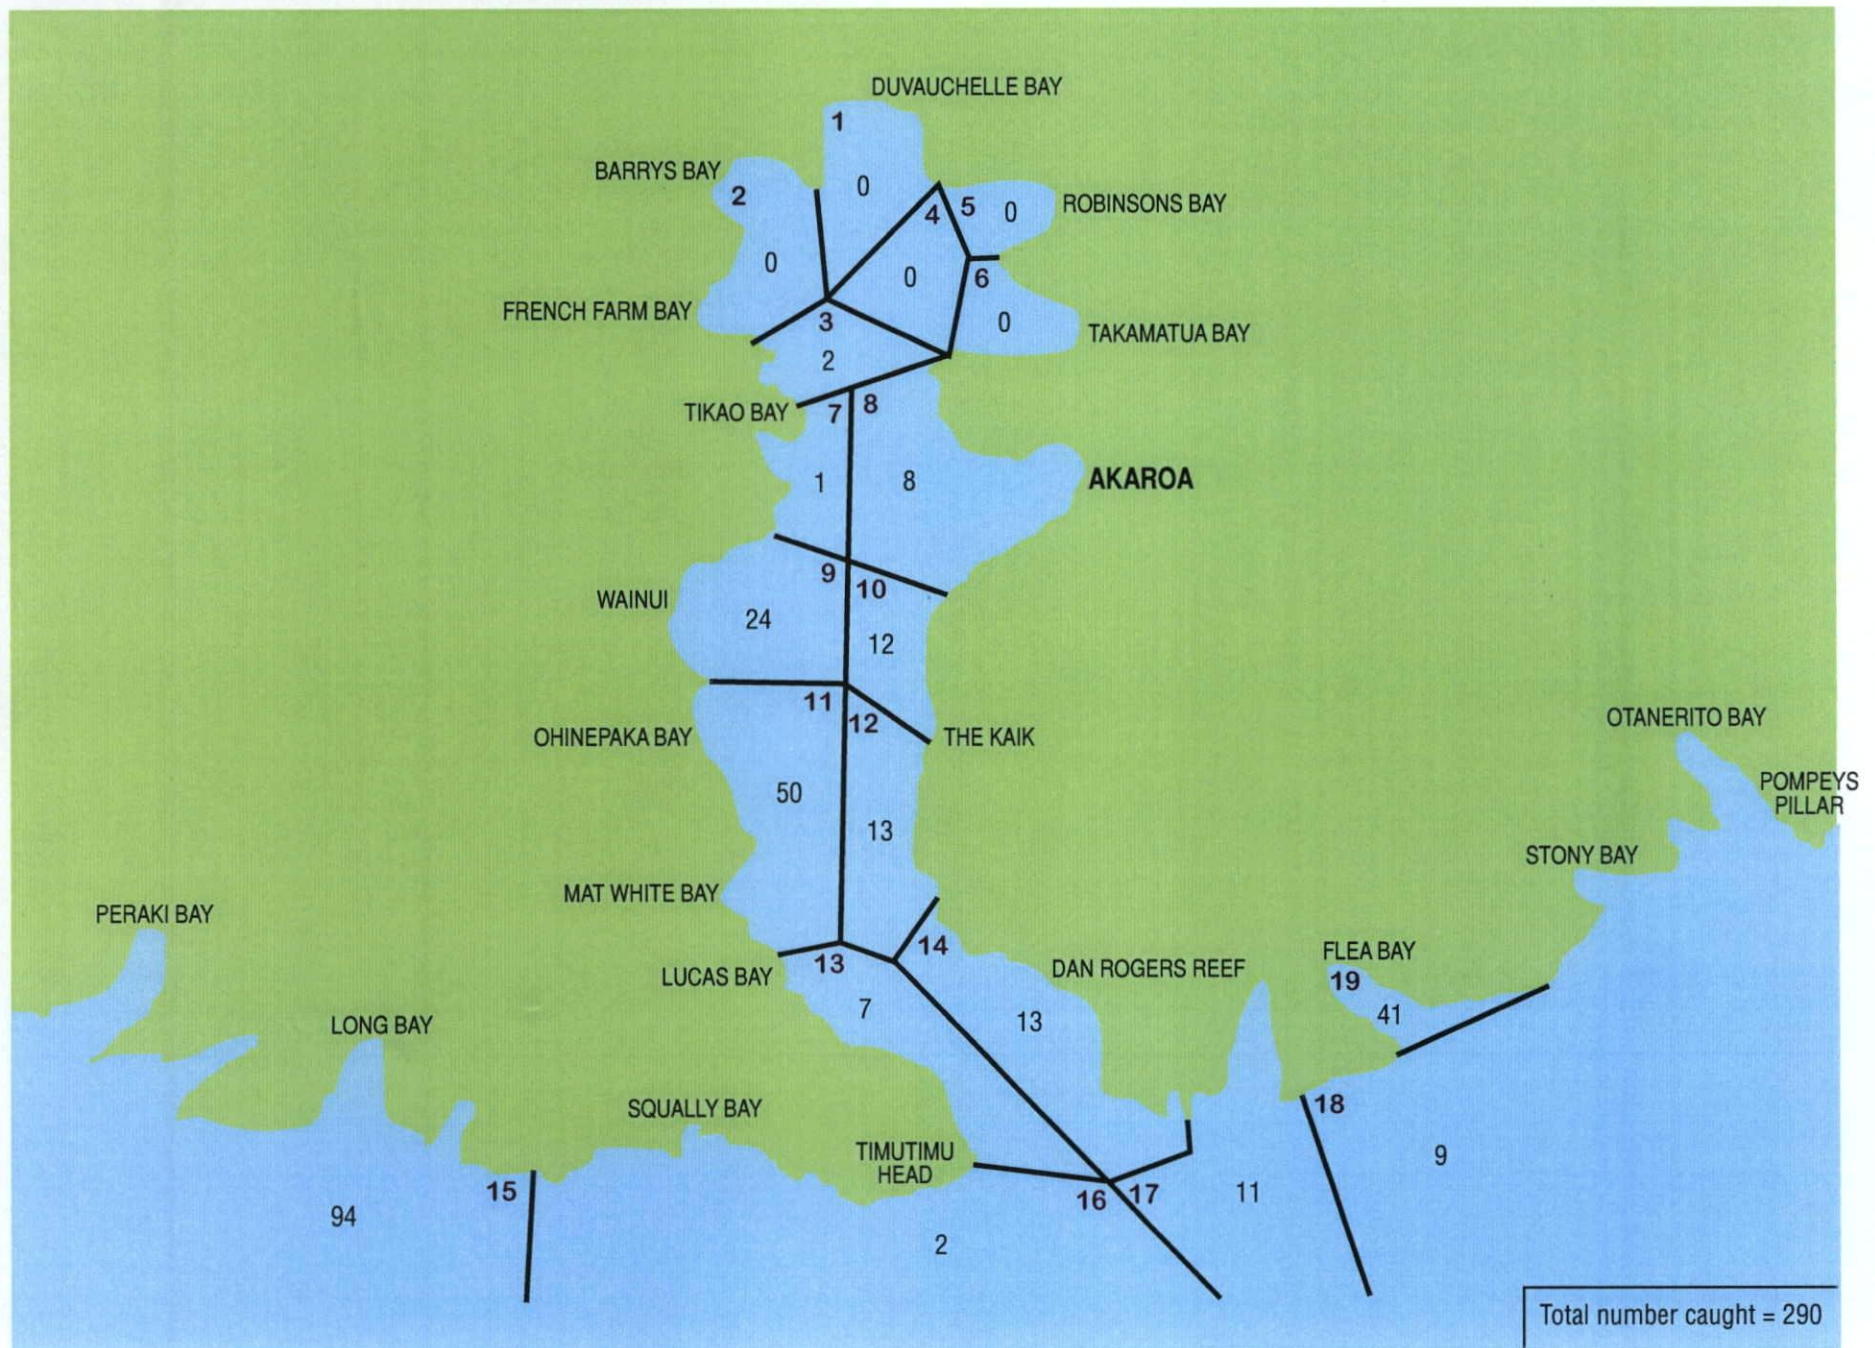 DUVAUCHELLE BAY
1
BARRYS BAY
2
0
4
5
0
ROBINSONS BAY
0
0
6
FRENCH FARM BAY
3
0
TAKAMATUA BAY
2
TIKAO BAY
7
8
1
8
AKAROA
9
10
WAINUI
24
12
11
12
OHINEPAKA BAY
THE KAIK
OTANERITO BAY
50
13
POMPEYS
PILLAR
STONY BAY
MAT WHITE BAY
PERAKI BAY
14
13
LUCAS BAY
DAN ROGERS REEF
FLEA BAY
19
41
7
13
LONG BAY
SQUALLY BAY
18
TIMUTIMU
HEAD
9
15
16
17
11
94
2
Total number caught = 290